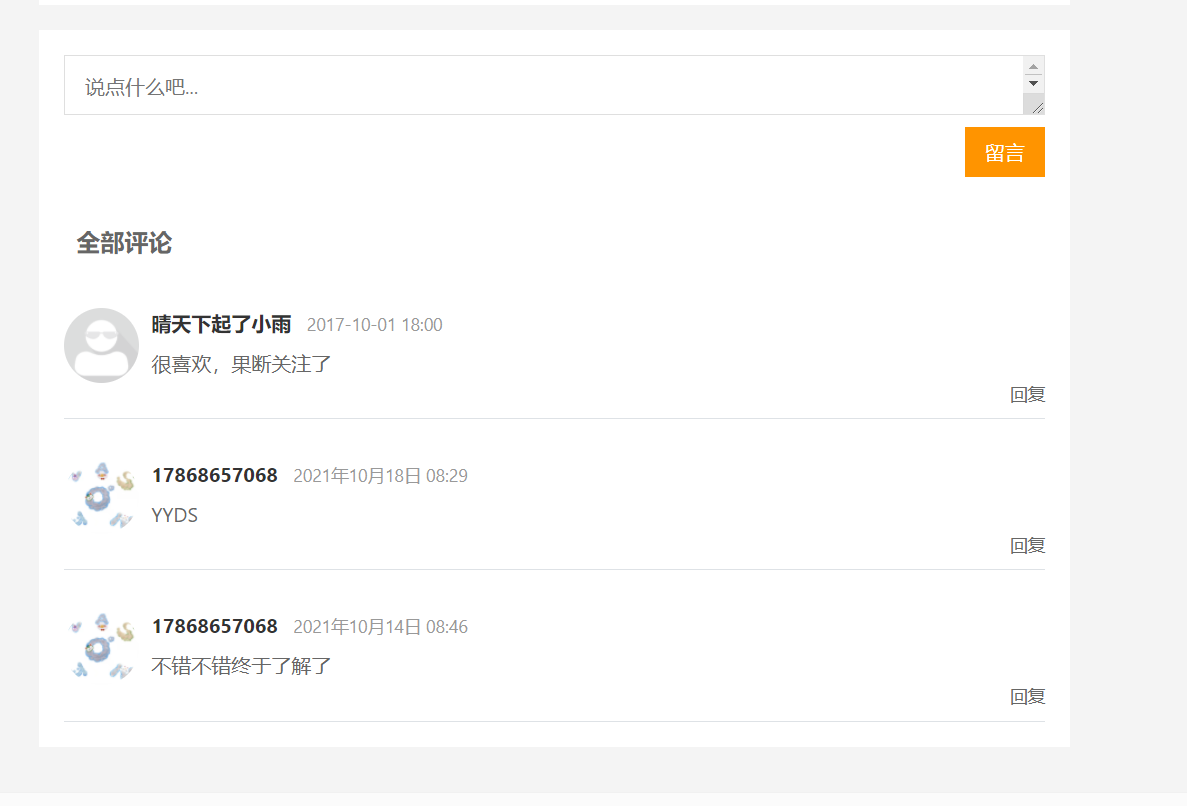 说点什么吧...
留言
全部评论
晴天下起了小雨 2017-10-01 18:00
很喜欢，果断关注了
回复
17868657068 2021年10月18日 08:29
YYDS
回复
17868657068 2021年10月14日 08:46
不错不错终于了解了
回复